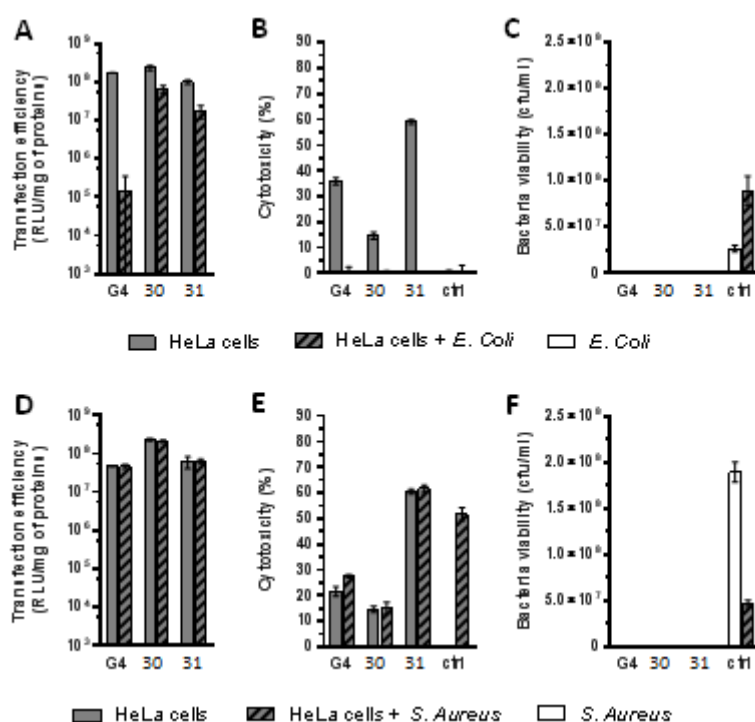 A
Transfection efficiency
(RLU/mg of proteins)
10⁹
10⁸
10⁷
10⁶
10⁵
10⁴
10³
G4 30 31
B
Cytotoxicity (%)
90
80
70
60
50
40
30
20
10
0
G4 30 31 ctrl
C
Bacteria viability (cfu/ml)
2.5×10⁸
2.0×10⁸
1.5×10⁸
1.0×10⁸
5.0×10⁷
0
G4 30 31 ctrl
HeLa cells HeLa cells + E. Coli E. Coli
D
Transfection efficiency
(RLU/mg of proteins)
10⁹
10⁸
10⁷
10⁶
10⁵
10⁴
10³
G4 30 31
E
Cytotoxicity (%)
90
80
70
60
50
40
30
20
10
0
G4 30 31 ctrl
F
Bacteria viability (cfu/ml)
2.5×10⁸
2.0×10⁸
1.5×10⁸
1.0×10⁸
5.0×10⁷
0
G4 30 31 ctrl
HeLa cells HeLa cells + S. Aureus S. Aureus